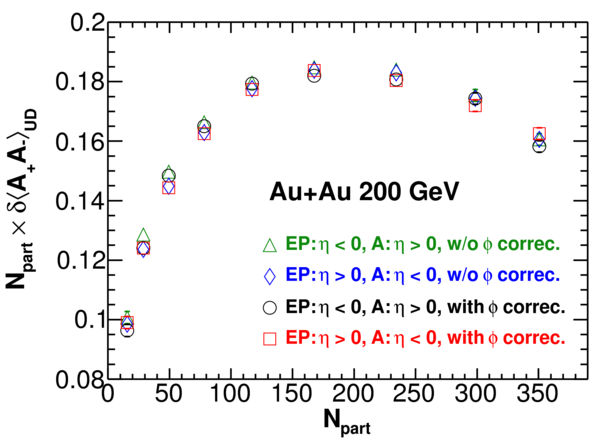 0.2
0.18
0.16
0.14
0.12
0.1
0.08
N_part × δ⟨A₊A₋⟩_UD
Au+Au 200 GeV
EP: η < 0, A: η > 0, w/o ϕ correc.
EP: η > 0, A: η < 0, w/o ϕ correc.
EP: η < 0, A: η > 0, with ϕ correc.
EP: η > 0, A: η < 0, with ϕ correc.
0 50 100 150 200 250 300 350
N_part